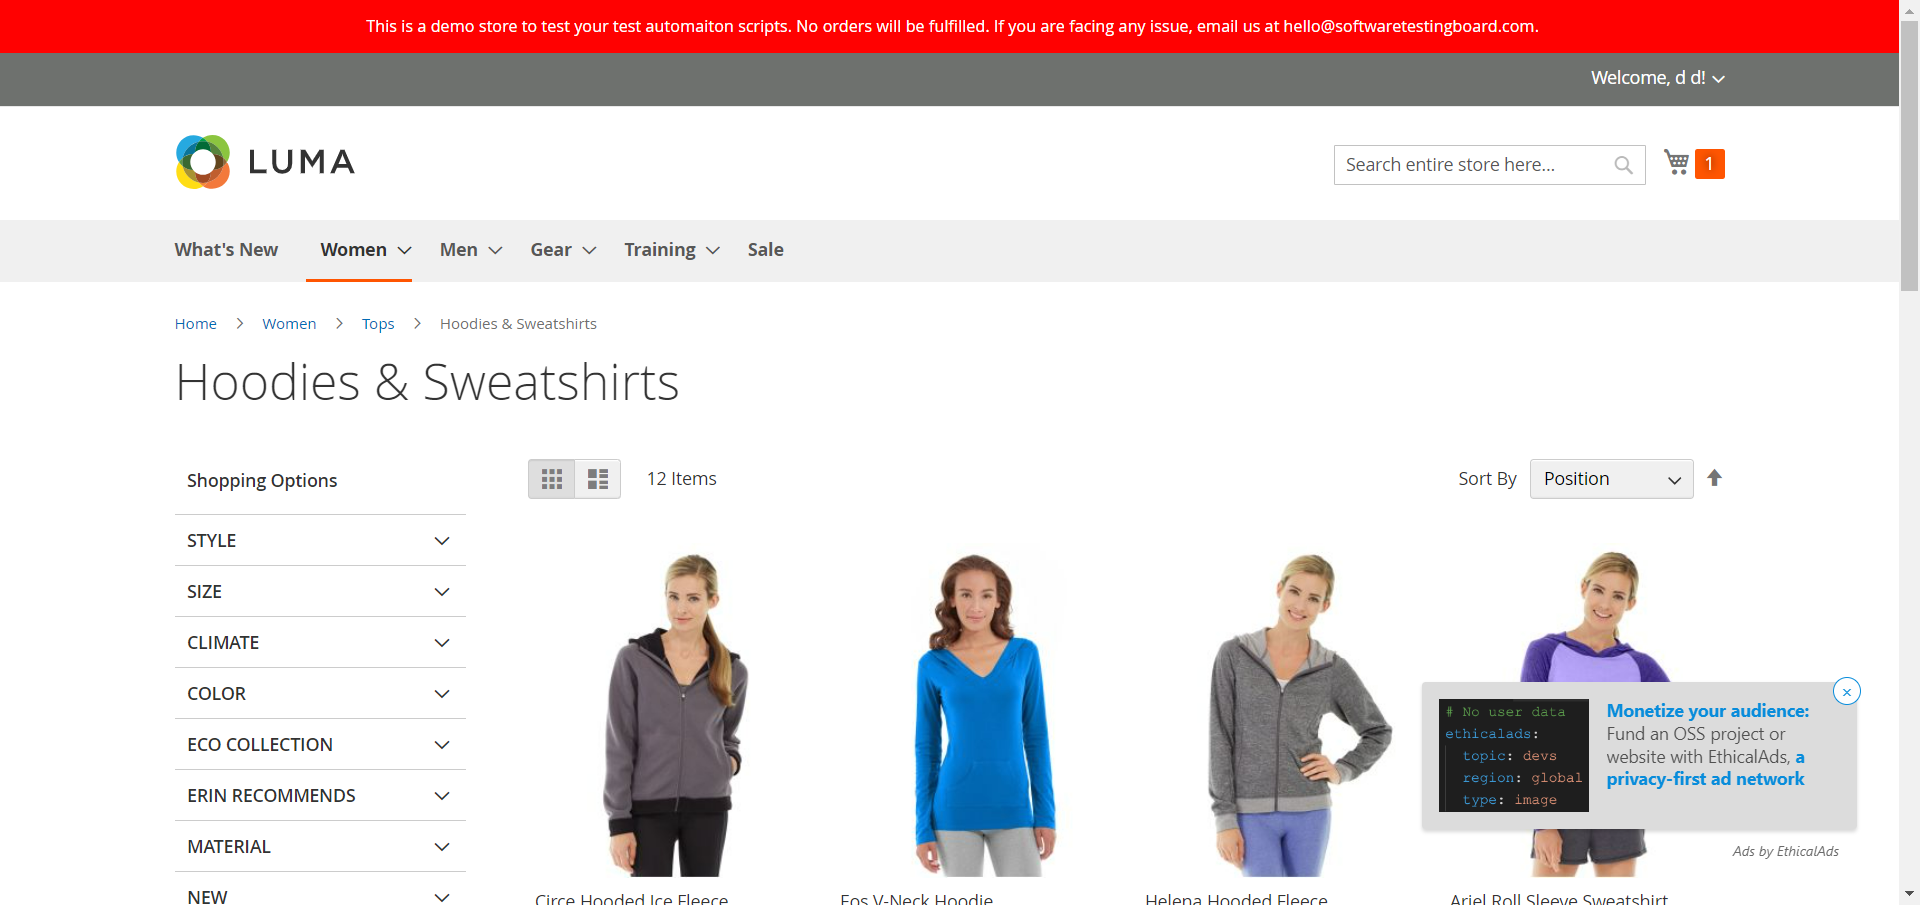 This is a demo store to test your test automaiton scripts. No orders will be fulfilled. If you are facing any issue, email us at hello@softwaretestingboard.com.
Welcome, d d!
LUMA
Search entire store here...
1
What's New
Women
Men
Gear
Training
Sale
Home
Women
Tops
Hoodies & Sweatshirts
Hoodies & Sweatshirts
Shopping Options
12 Items
Sort By
Position
STYLE
SIZE
CLIMATE
COLOR
ECO COLLECTION
ERIN RECOMMENDS
MATERIAL
NEW
# No user data
ethicalads:
topic: devs
region: global
type: image
Monetize your audience:
Fund an OSS project or
website with EthicalAds, a
privacy-first ad network
Ads by EthicalAds
Circe Hooded Ice Fleece
Eos V-Neck Hoodie
Helena Hooded Fleece
Ariel Roll Sleeve Sweatshirt